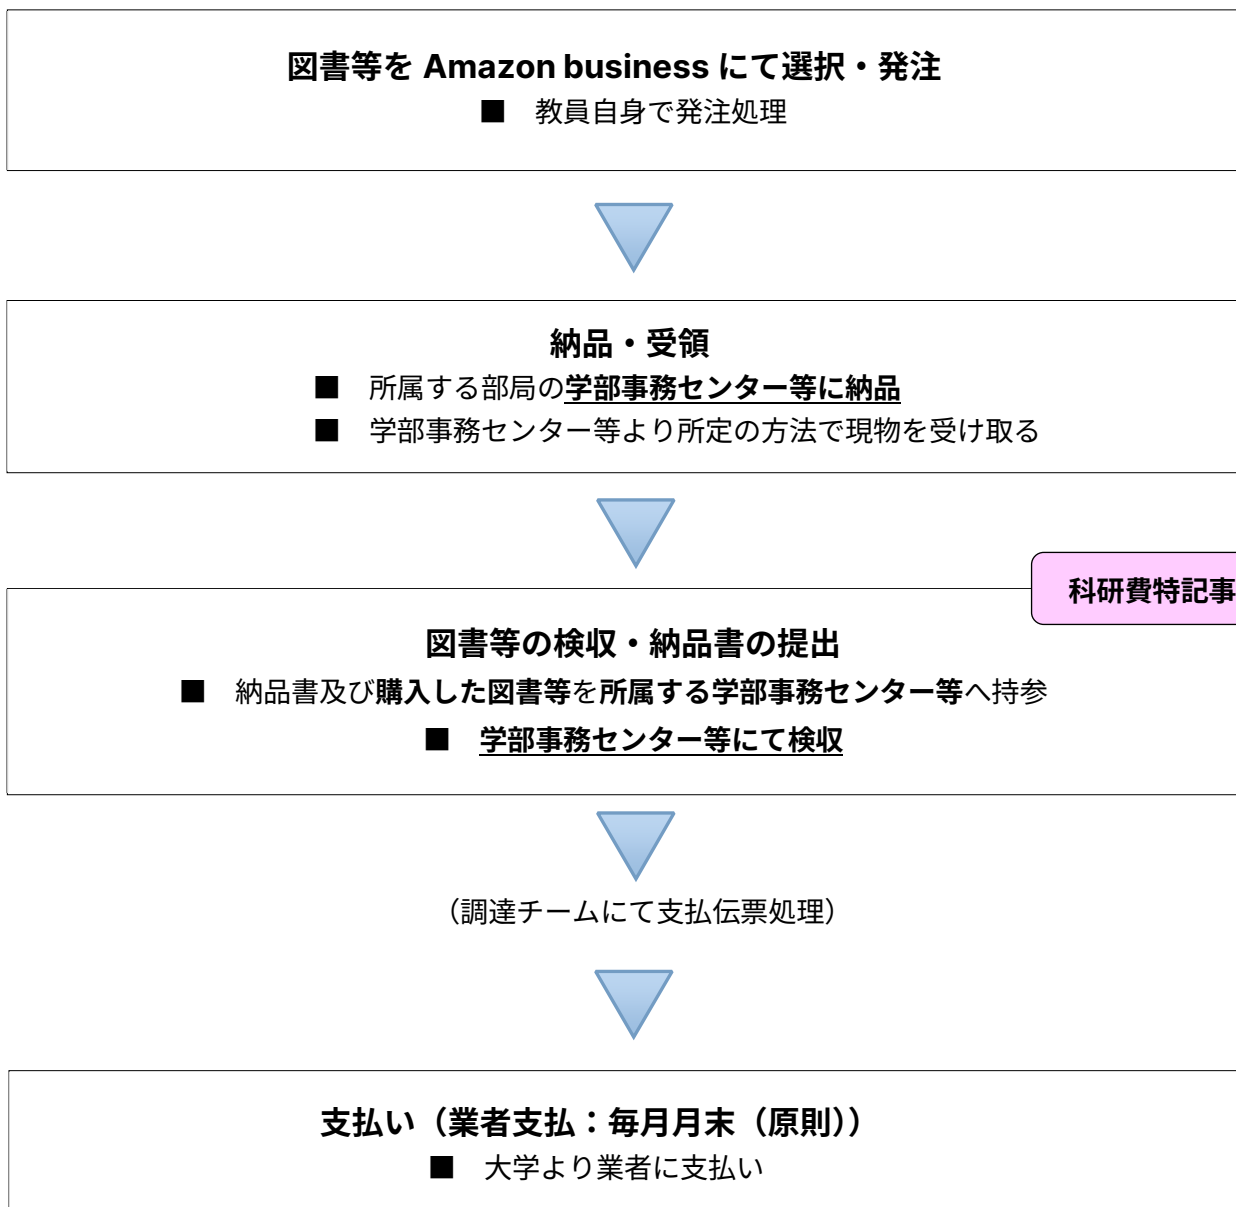 図書等を Amazon business にて選択・発注
■ 教員自身で発注処理
納品・受領
■ 所属する部局の学部事務センター等に納品
■ 学部事務センター等より所定の方法で現物を受け取る
科研費特記事
図書等の検収・納品書の提出
■ 納品書及び購入した図書等を所属する学部事務センター等へ持参
■ 学部事務センター等にて検収
（調達チームにて支払伝票処理）
支払い（業者支払：毎月月末（原則））
■ 大学より業者に支払い